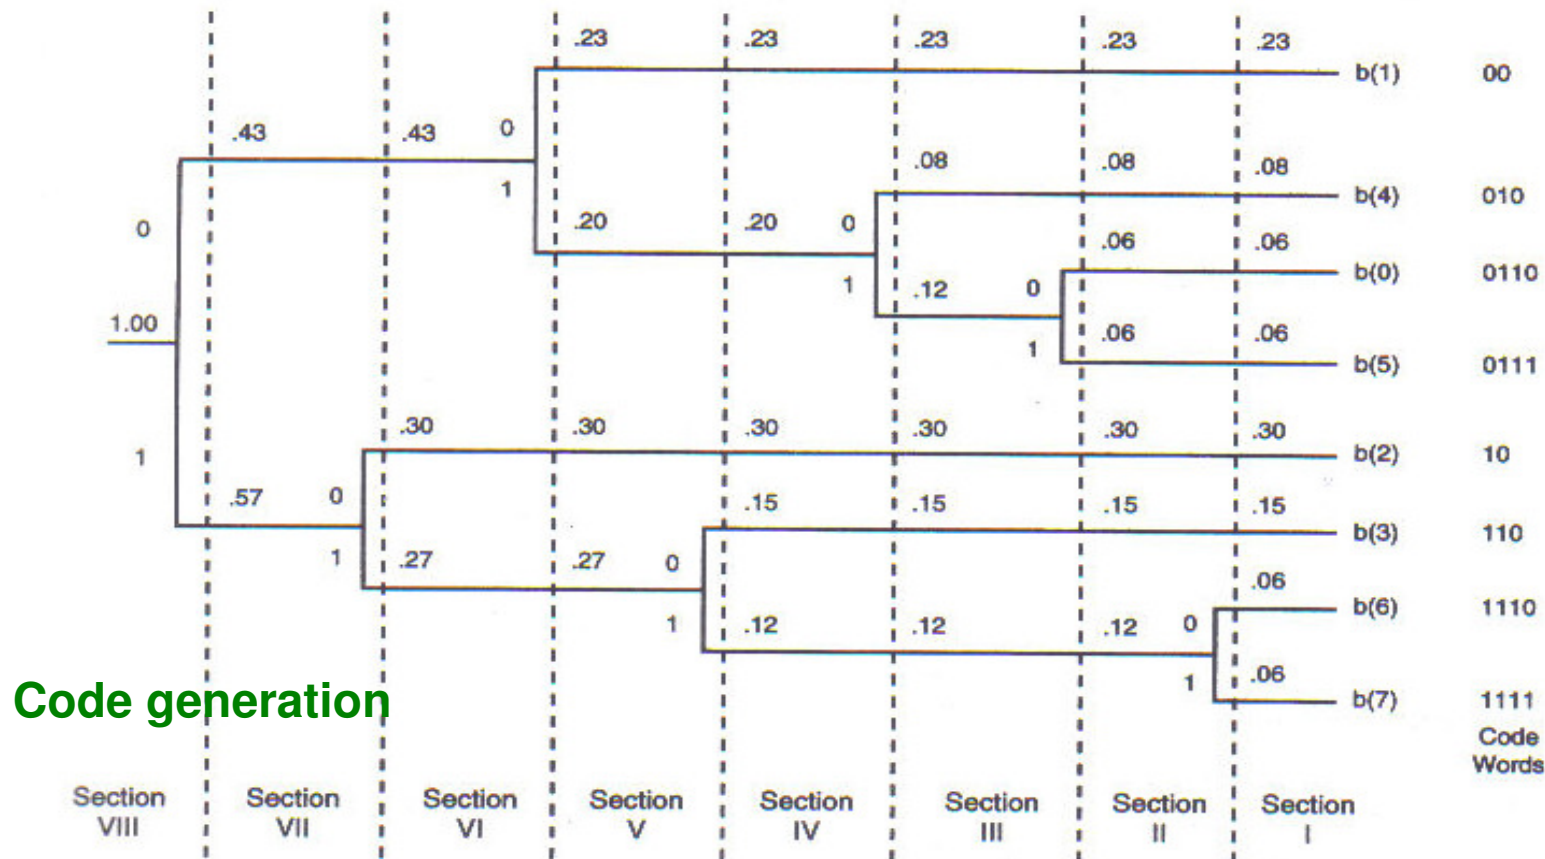 .23 .23 .23 .23 .23
b(1) 00
.43 .43 0
.08 .08 .08
1
b(4) 010
0 .20 .20 0
.06 .06
b(0) 0110
1 .12 0
1.00
.06 .06
1
b(5) 0111
.30 .30 .30 .30 .30 .30
1
b(2) 10
.57 0
.15 .15 .15 .15
b(3) 110
1 .27 .27 0
.06
b(6) 1110
1 .12 .12 .12 0
.06
1
b(7) 1111
Code generation
Code
Words
Section Section Section Section Section Section Section Section
VIII VII VI V IV III II I